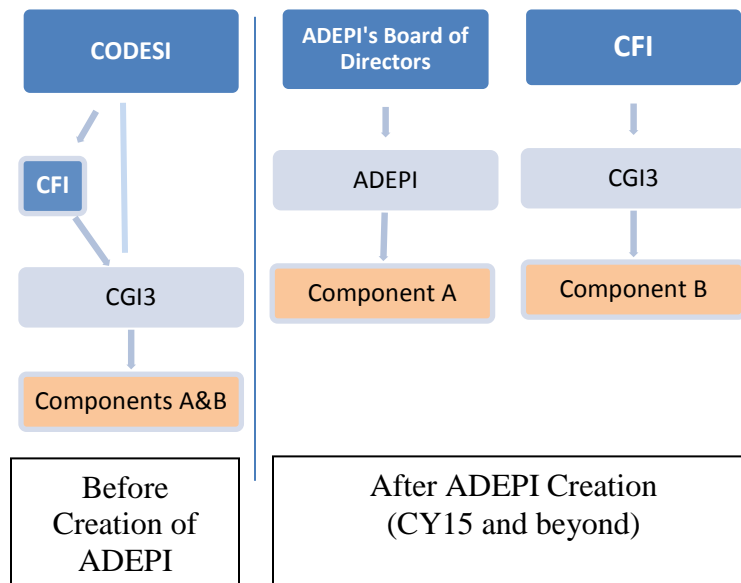 CODESI
CFI
CGI3
Components A&B
Before
Creation of
ADEPI
ADEPI's Board of
Directors
CFI
ADEPI
CGI3
Component A
Component B
After ADEPI Creation
(CY15 and beyond)